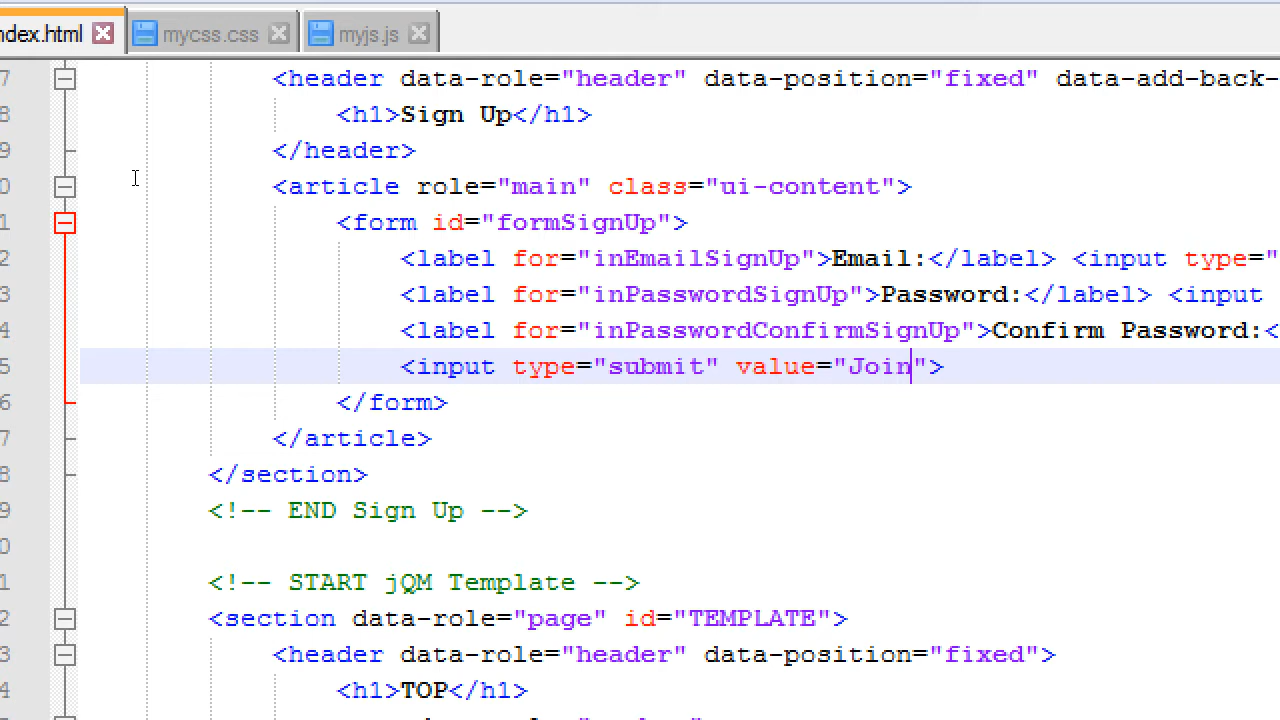 ndex.html mycss.css myjs.js
7 <header data-role="header" data-position="fixed" data-add-back-
8 <h1>Sign Up</h1>
9 </header>
0 <article role="main" class="ui-content">
1 <form id="formSignUp">
2 <label for="inEmailSignUp">Email:</label> <input type="
3 <label for="inPasswordSignUp">Password:</label> <input
4 <label for="inPasswordConfirmSignUp">Confirm Password:<
5 <input type="submit" value="Join">
6 </form>
7 </article>
8 </section>
9 <!-- END Sign Up -->
0
1 <!-- START jQM Template -->
2 <section data-role="page" id="TEMPLATE">
3 <header data-role="header" data-position="fixed">
4 <h1>TOP</h1>